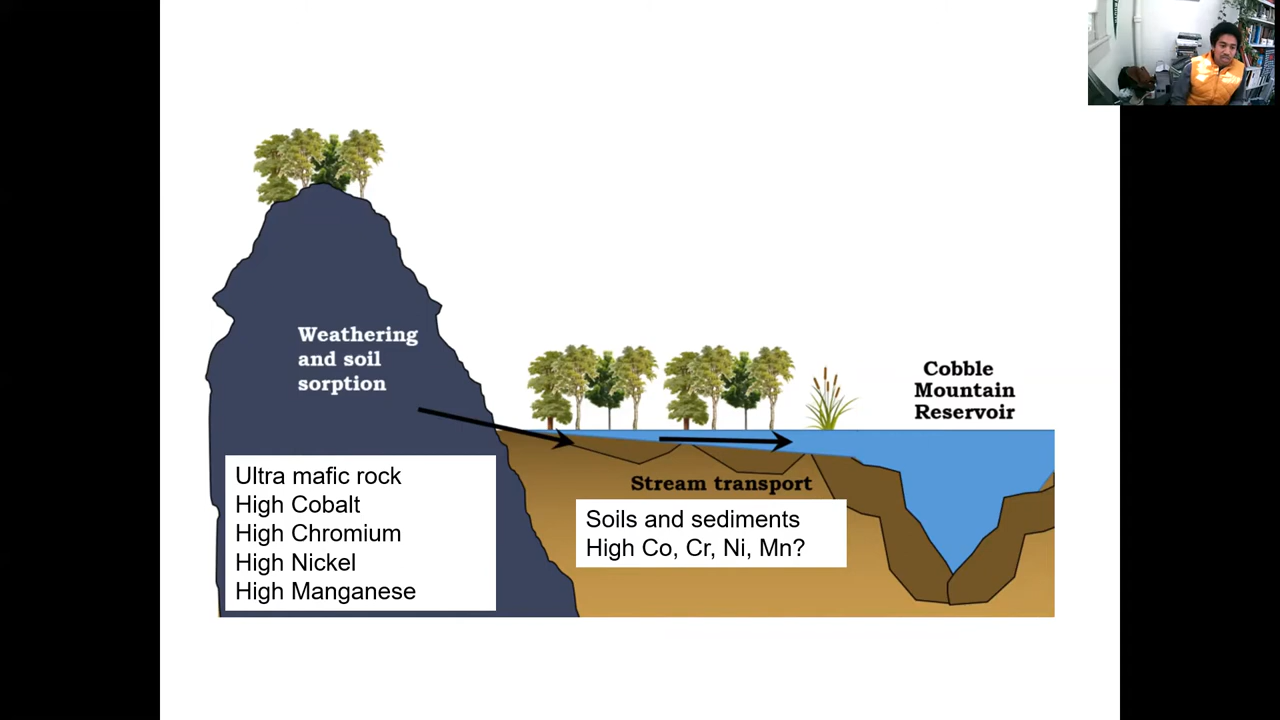 Weathering
and soil
sorption
Cobble
Mountain
Reservoir
Ultra mafic rock
High Cobalt
High Chromium
High Nickel
High Manganese
Stream transport
Soils and sediments
High Co, Cr, Ni, Mn?